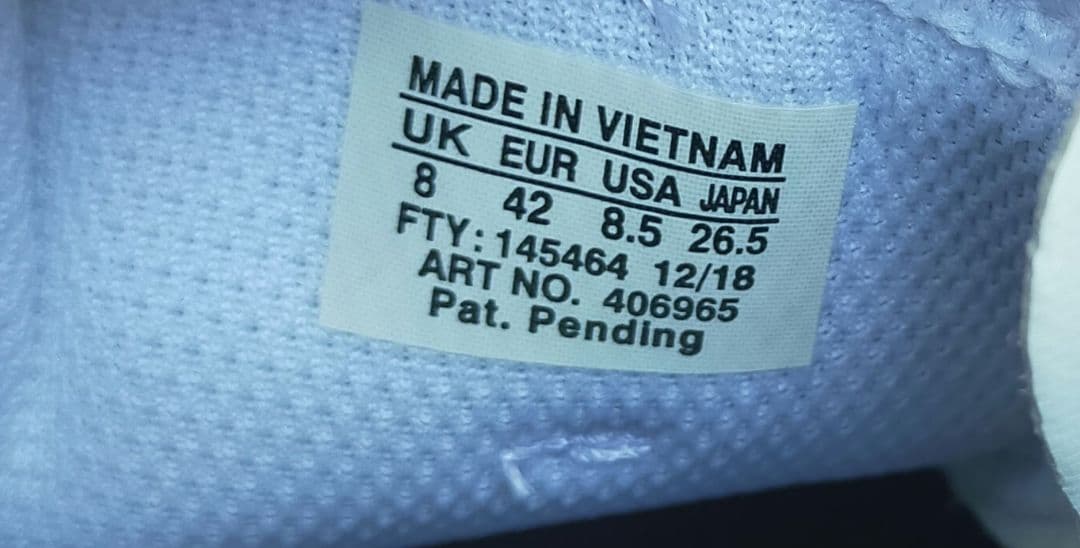 MADE IN VIETNAM
UK EUR USA JAPAN
8 42 8.5 26.5
FTY: 145464 12/18
ART NO. 406965
Pat. Pending